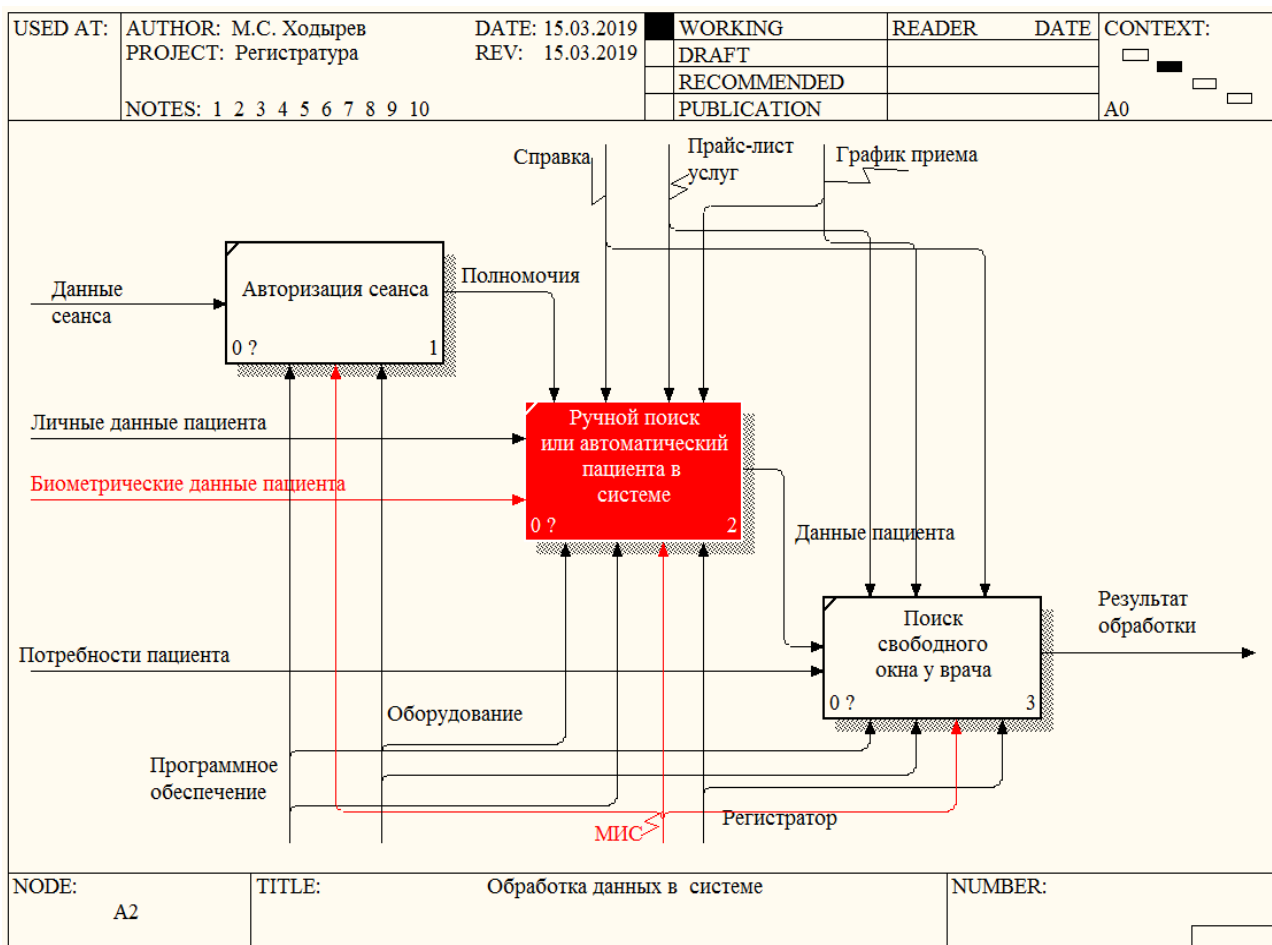 USED AT:
AUTHOR: М.С. Ходырев
DATE: 15.03.2019
PROJECT: Регистратура
REV: 15.03.2019
NOTES: 1 2 3 4 5 6 7 8 9 10
WORKING
DRAFT
RECOMMENDED
PUBLICATION
READER
DATE
CONTEXT:
A0
Справка
Прайс-лист
услуг
График приема
Данные
сеанса
Авторизация сеанса
0 ?
1
Полномочия
Личные данные пациента
Биометрические данные пациента
Ручной поиск
или автоматический
пациента в
системе
0 ?
2
Данные пациента
Потребности пациента
Поиск
свободного
окна у врача
0 ?
3
Результат
обработки
Оборудование
Программное
обеспечение
МИС
Регистратор
NODE:
A2
TITLE:
Обработка данных в системе
NUMBER: